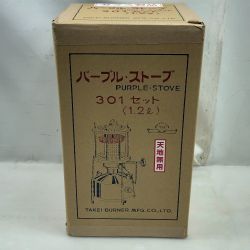 パープル・ストーブ
PURPLE-STOVE
301セット
(1.2ℓ)
天地無用
TAKEI BURNER MFG.CO.,LTD.